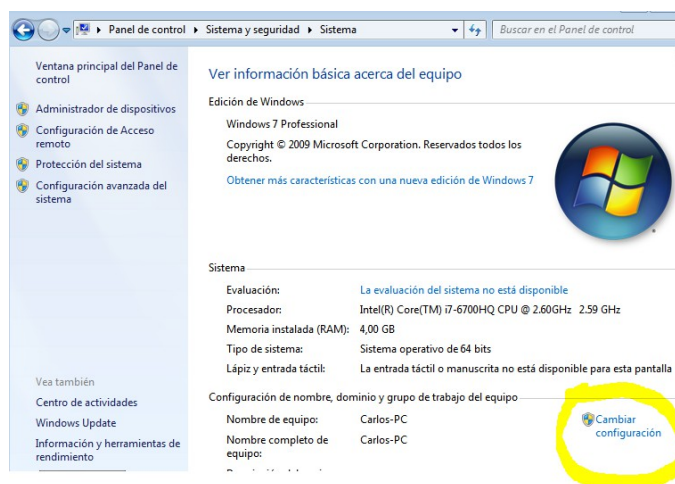 Panel de control ▸ Sistema y seguridad ▸ Sistema
Buscar en el Panel de control
Ventana principal del Panel de
control
Administrador de dispositivos
Configuración de Acceso
remoto
Protección del sistema
Configuración avanzada del
sistema
Vea también
Centro de actividades
Windows Update
Información y herramientas de
rendimiento
Ver información básica acerca del equipo
Edición de Windows
Windows 7 Professional
Copyright © 2009 Microsoft Corporation. Reservados todos los
derechos.
Obtener más características con una nueva edición de Windows 7
Sistema
Evaluación: La evaluación del sistema no está disponible
Procesador: Intel(R) Core(TM) i7-6700HQ CPU @ 2.60GHz 2.59 GHz
Memoria instalada (RAM): 4,00 GB
Tipo de sistema: Sistema operativo de 64 bits
Lápiz y entrada táctil: La entrada táctil o manuscrita no está disponible para esta pantalla
Configuración de nombre, dominio y grupo de trabajo del equipo
Nombre de equipo: Carlos-PC
Cambiar
configuración
Nombre completo de
equipo:
Carlos-PC